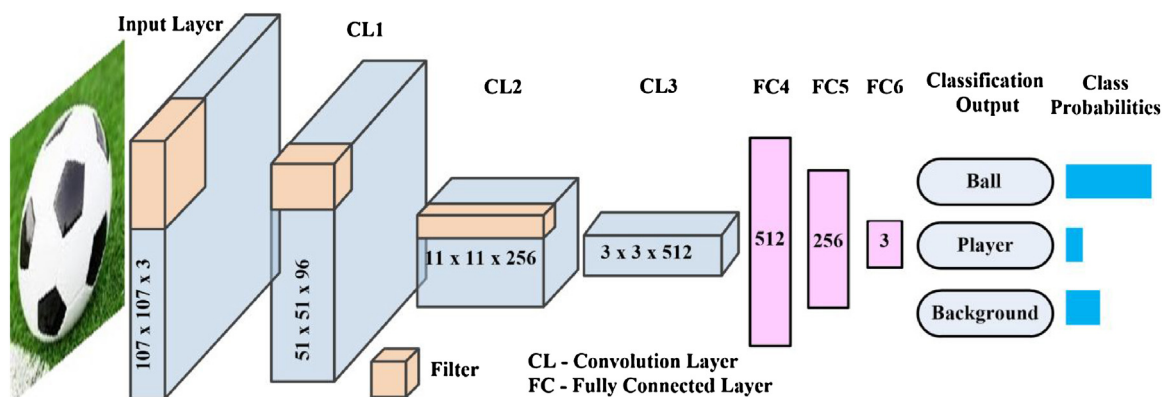 Input Layer
CL1
CL2
CL3
FC4
FC5
FC6
Classification
Output
Class
Probabilities
107 x 107 x 3
51 x 51 x 96
11 x 11 x 256
3 x 3 x 512
512
256
3
Ball
Player
Background
Filter
CL - Convolution Layer
FC - Fully Connected Layer